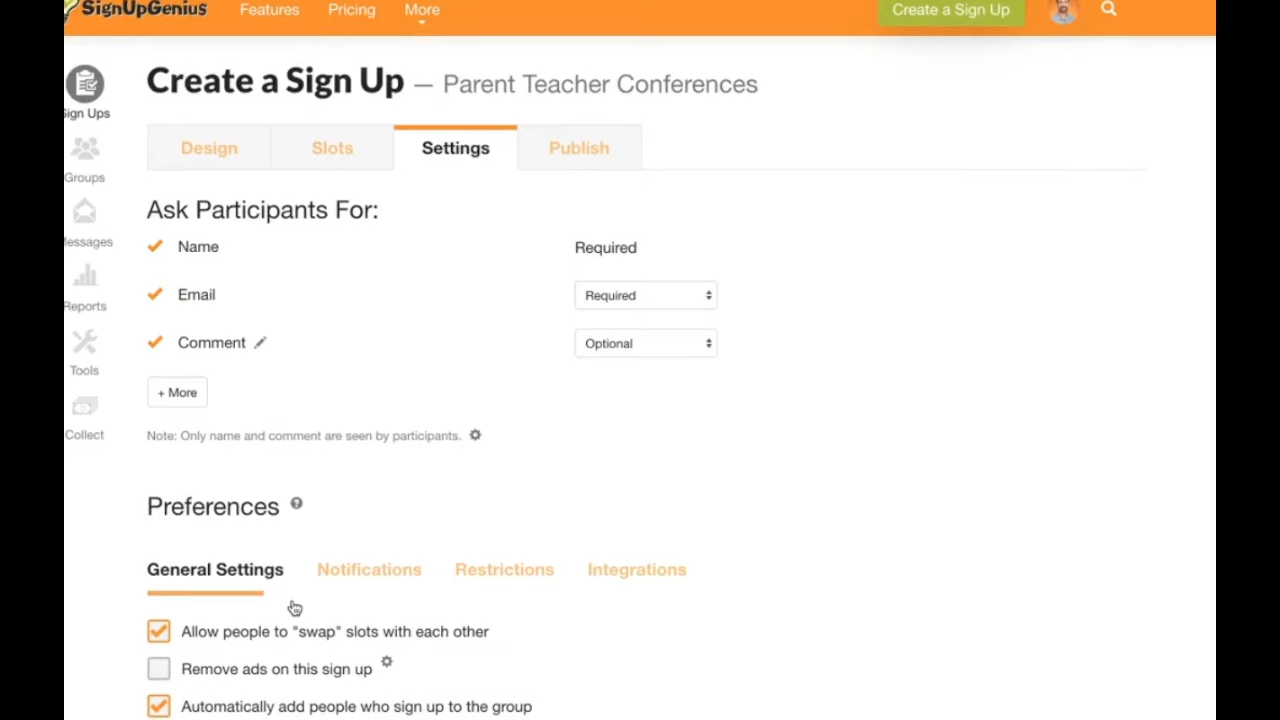 SignUpGenius Features Pricing More Create a Sign Up
Create a Sign Up — Parent Teacher Conferences
Sign Ups
Groups
Messages
Reports
Tools
Collect
Design Slots Settings Publish
Ask Participants For:
Name Required
Email Required
Comment Optional
+ More
Note: Only name and comment are seen by participants.
Preferences
General Settings Notifications Restrictions Integrations
Allow people to "swap" slots with each other
Remove ads on this sign up
Automatically add people who sign up to the group